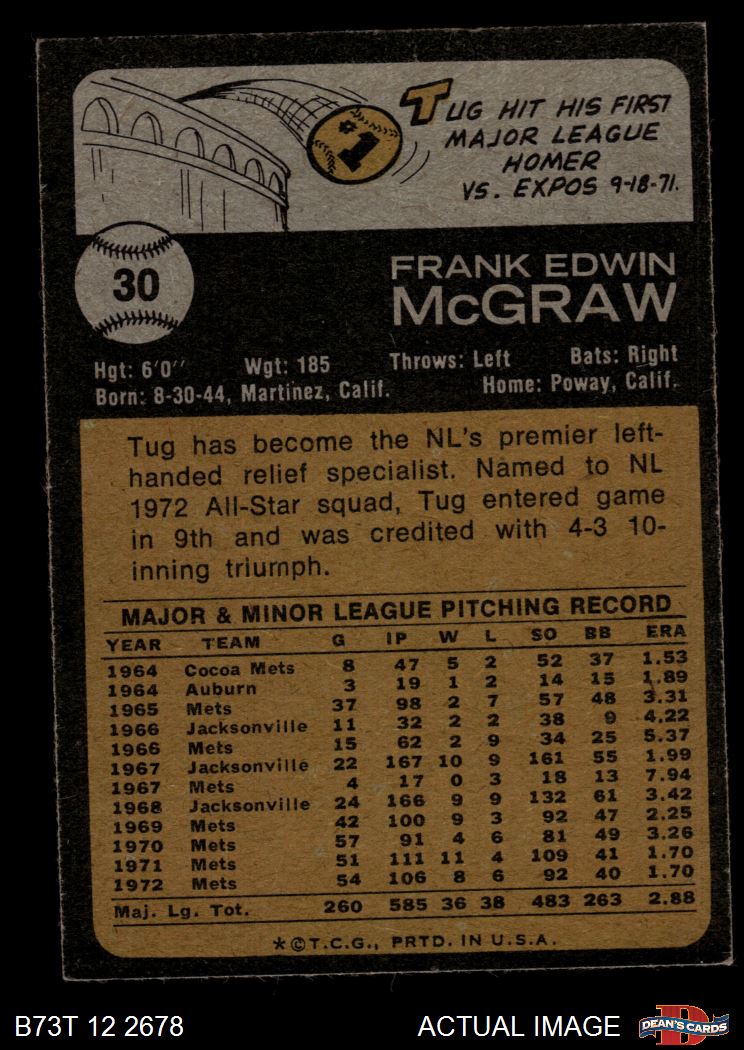 TUG HIT HIS FIRST
MAJOR LEAGUE
HOMER
VS. EXPOS 9-18-71.
#1
30
FRANK EDWIN
McGRAW
Hgt: 6'0" Wgt: 185 Throws: Left Bats: Right
Born: 8-30-44, Martinez, Calif. Home: Poway, Calif.
Tug has become the NL's premier left-
handed relief specialist. Named to NL
1972 All-Star squad, Tug entered game
in 9th and was credited with 4-3 10-
inning triumph.
MAJOR & MINOR LEAGUE PITCHING RECORD
YEAR TEAM G IP W L SO BB ERA
1964 Cocoa Mets 8 47 5 2 52 37 1.53
1964 Auburn 3 19 1 2 14 15 1.89
1965 Mets 37 98 2 7 57 48 3.31
1966 Jacksonville 11 32 2 2 38 9 4.22
1966 Mets 15 62 2 9 34 25 5.37
1967 Jacksonville 22 167 10 9 161 55 1.99
1967 Mets 4 17 0 3 18 13 7.94
1968 Jacksonville 24 166 9 9 132 61 3.42
1969 Mets 42 100 9 3 92 47 2.25
1970 Mets 57 91 4 6 81 49 3.26
1971 Mets 51 111 11 4 109 41 1.70
1972 Mets 54 106 8 6 92 40 1.70
Maj. Lg. Tot. 260 585 36 38 483 263 2.88
*©T.C.G., PRTD. IN U.S.A.
B73T 12 2678 ACTUAL IMAGE DEAN'S CARDS